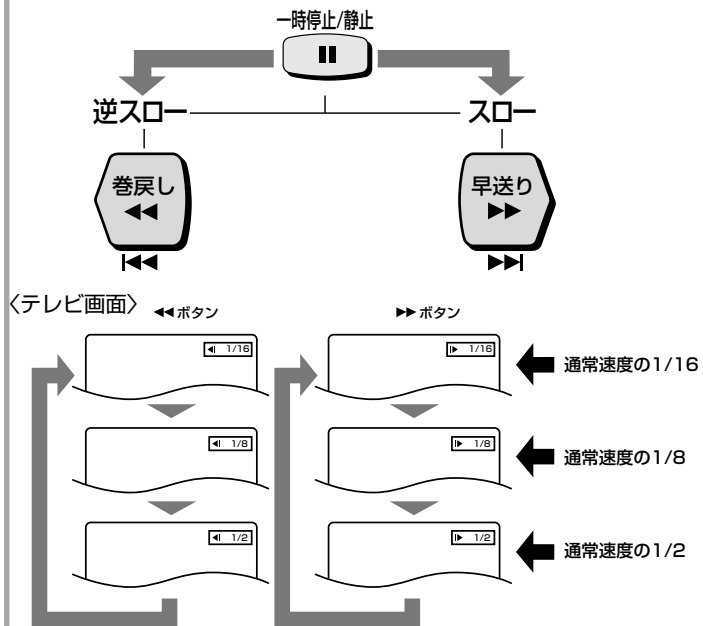 一時停止/静止
逆スロー
スロー
巻戻し
早送り
〈テレビ画面〉
◀◀ ボタン
▶▶ ボタン
1/16
1/16
通常速度の1/16
1/8
1/8
通常速度の1/8
1/2
1/2
通常速度の1/2